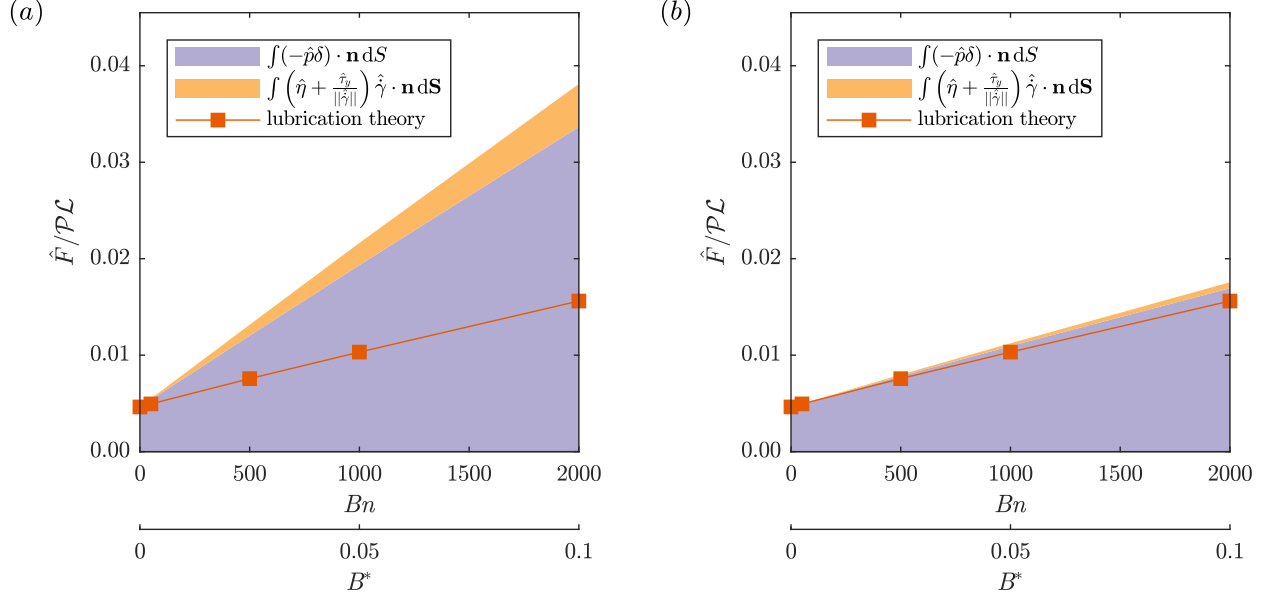 (a)
∫(−p̂δ) · n dS
∫ (η̂ + τ̂_y/||γ̇̂||) γ̇̂ · n dS
lubrication theory
0.04
0.03
0.02
0.01
0.00
F̂/𝒫ℒ
0 500 1000 1500 2000
Bn
0 0.05 0.1
B*
(b)
∫(−p̂δ) · n dS
∫ (η̂ + τ̂_y/||γ̇̂||) γ̇̂ · n dS
lubrication theory
0.04
0.03
0.02
0.01
0.00
F̂/𝒫ℒ
0 500 1000 1500 2000
Bn
0 0.05 0.1
B*